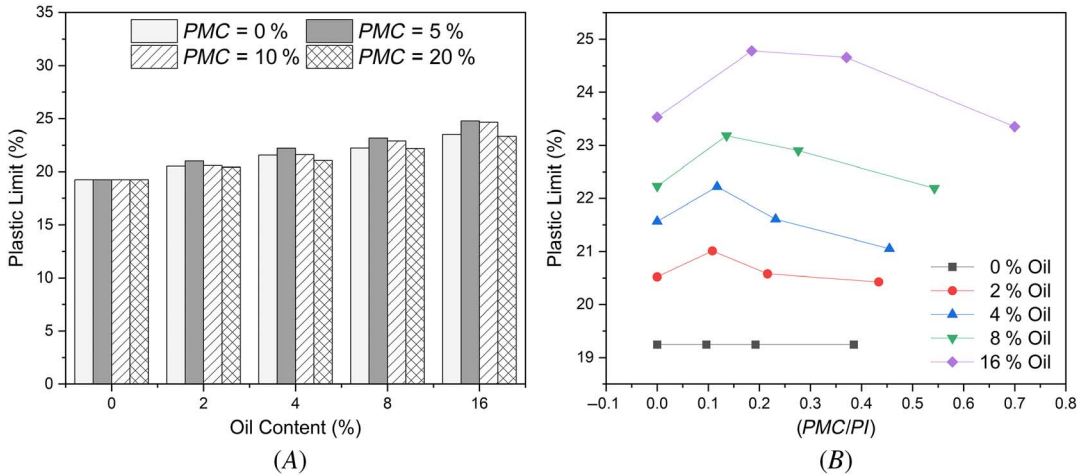 35
30
25
20
15
10
5
0
Plastic Limit (%)
PMC = 0 %
PMC = 5 %
PMC = 10 %
PMC = 20 %
0
2
4
8
16
Oil Content (%)
(A)
25
24
23
22
21
20
19
Plastic Limit (%)
0 % Oil
2 % Oil
4 % Oil
8 % Oil
16 % Oil
–0.1
0.0
0.1
0.2
0.3
0.4
0.5
0.6
0.7
0.8
(PMC/PI)
(B)